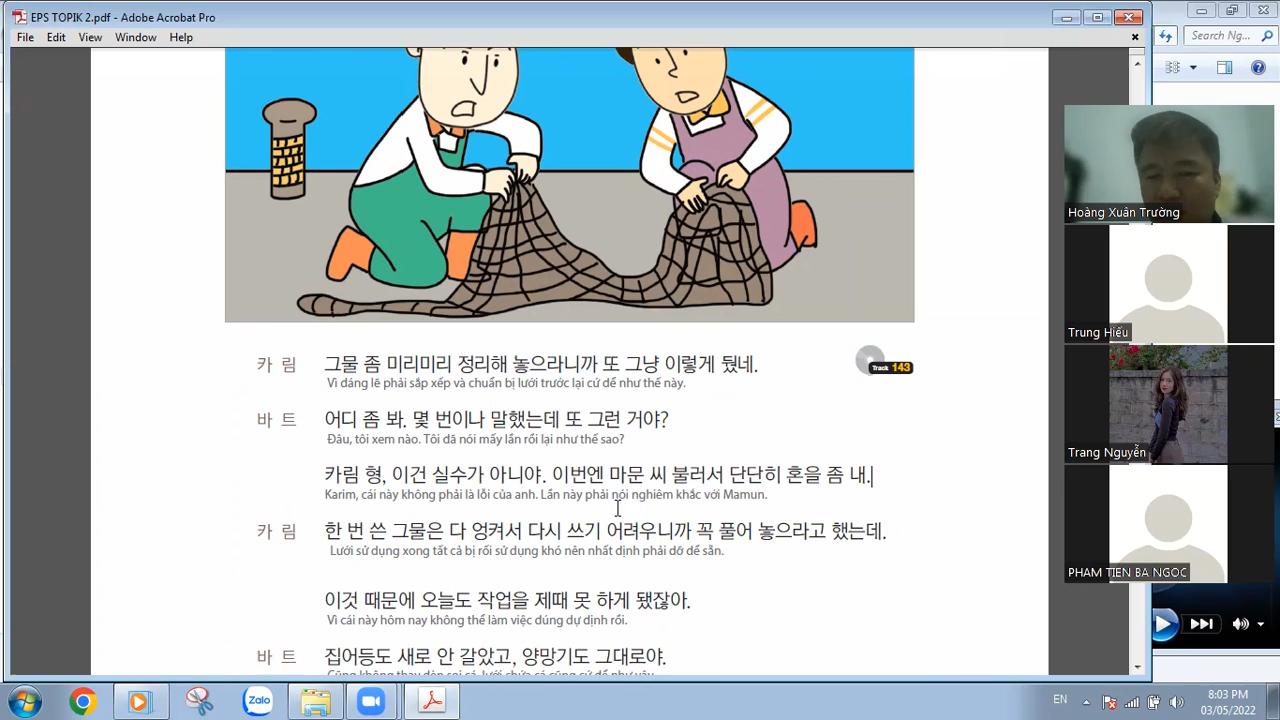 EPS TOPIK 2.pdf - Adobe Acrobat Pro
File Edit View Window Help
Search Ng...
Hoàng Xuân Trường
Trung Hiếu
Trang Nguyễn
PHAM TIEN BA NGOC
카 림 그물 좀 미리미리 정리해 놓으라니까 또 그냥 이렇게 뒀네.
Track 143
Vì đáng lẽ phải sắp xếp và chuẩn bị lưới trước lại cứ để như thế này.
바 트 어디 좀 봐. 몇 번이나 말했는데 또 그런 거야?
Đâu, tôi xem nào. Tôi đã nói mấy lần rồi lại như thế sao?
카림 형, 이건 실수가 아니야. 이번엔 마문 씨 불러서 단단히 혼을 좀 내.
Karim, cái này không phải là lỗi của anh. Lần này phải nói nghiêm khắc với Mamun.
카 림 한 번 쓴 그물은 다 엉켜서 다시 쓰기 어려우니까 꼭 풀어 놓으라고 했는데.
Lưới sử dụng xong tất cả bị rối sử dụng khó nên nhất định phải dỡ để sẵn.
이것 때문에 오늘도 작업을 제때 못 하게 됐잖아.
Vì cái này hôm nay không thể làm việc đúng dự định rồi.
바 트 집어등도 새로 안 갈았고, 양망기도 그대로야.
Zalo
EN
8:03 PM
03/05/2022